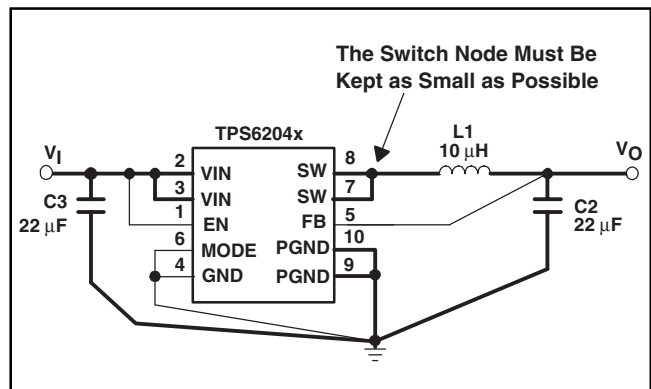 The Switch Node Must Be
Kept as Small as Possible
TPS6204x
L1
10 μH
VI
VO
2 VIN SW 8
3 VIN SW 7
1 EN FB 5
6 MODE PGND 10
4 GND PGND 9
C3
22 μF
C2
22 μF